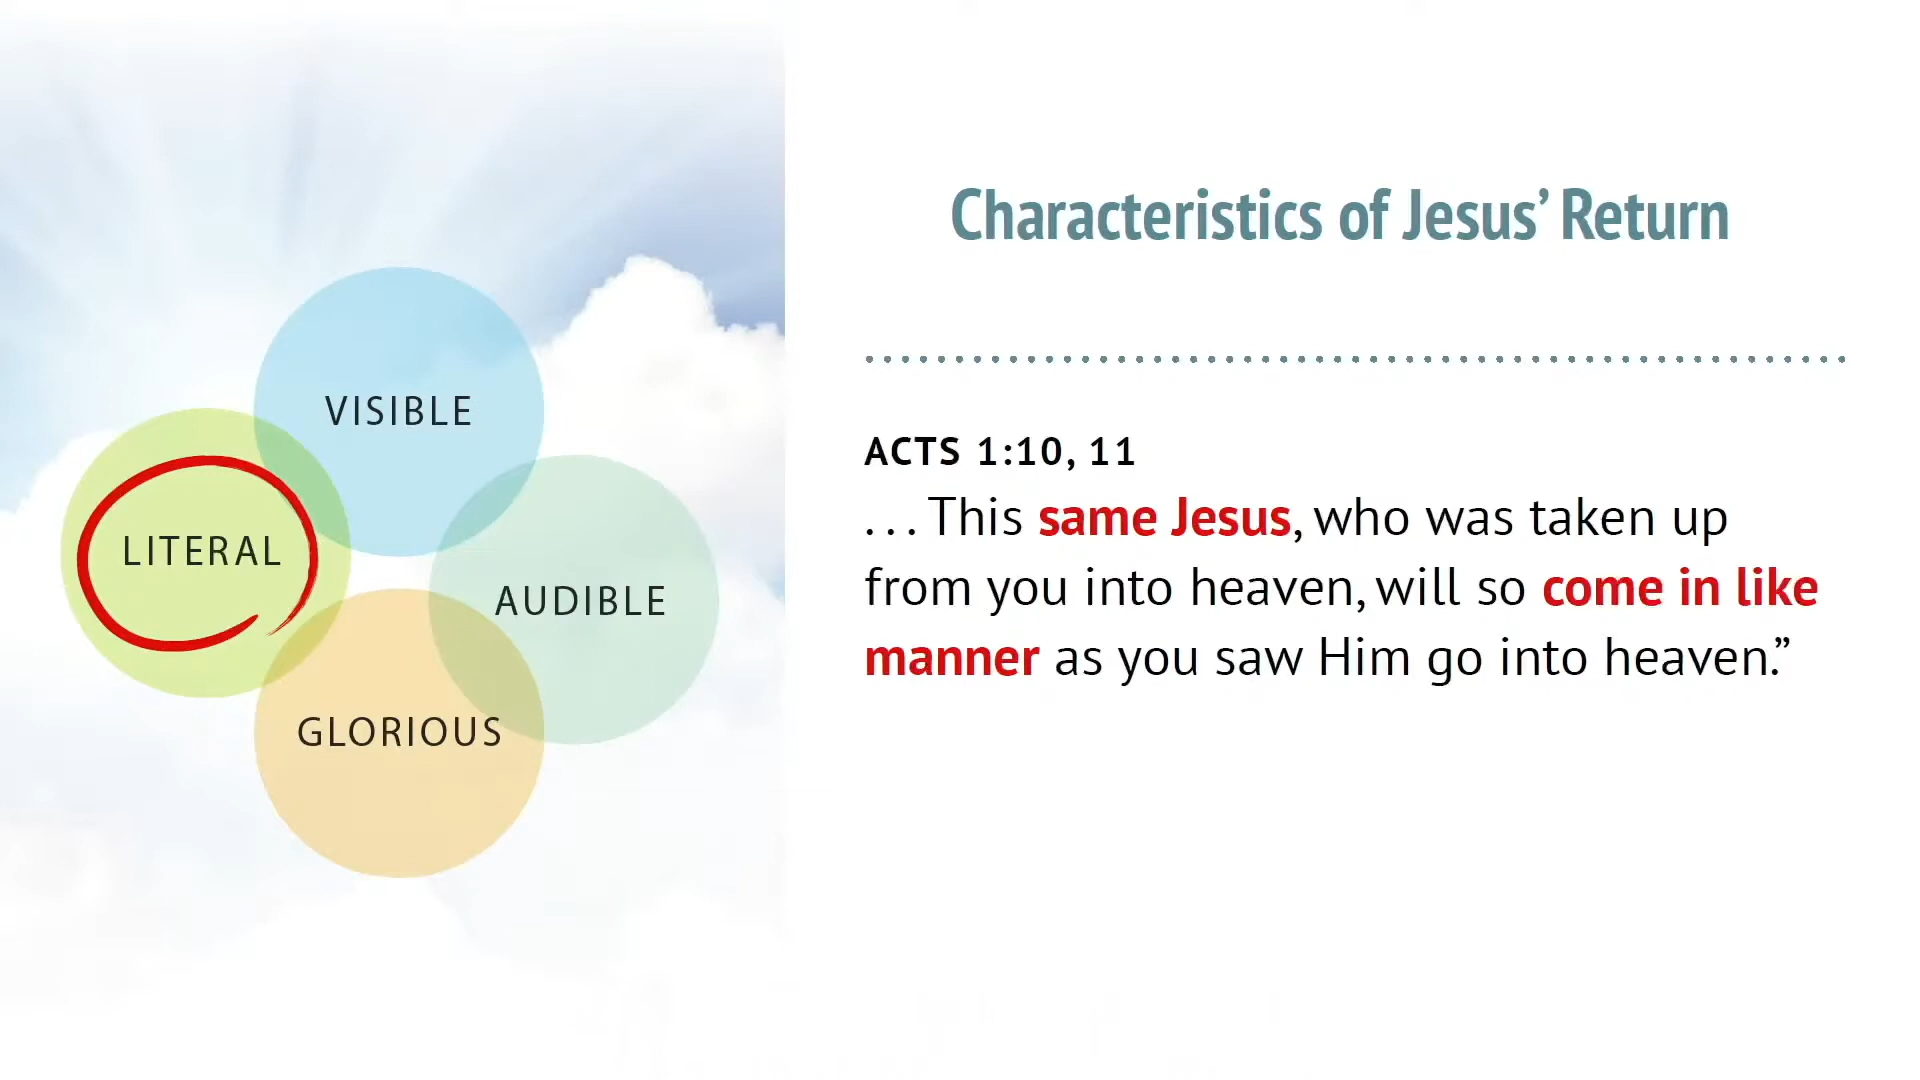 Characteristics of Jesus’ Return
VISIBLE
LITERAL
AUDIBLE
GLORIOUS
ACTS 1:10, 11
. . . This same Jesus, who was taken up
from you into heaven, will so come in like
manner as you saw Him go into heaven.”